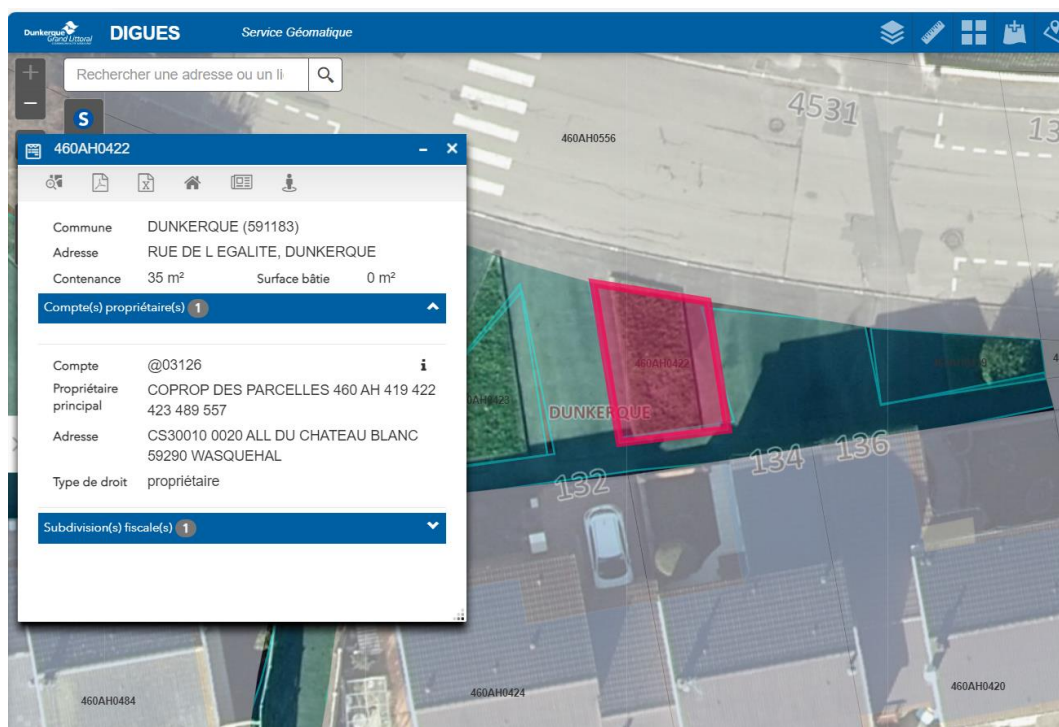 Dunkerque
Grand Littoral
DIGUES
Service Géomatique
Rechercher une adresse ou un li
S
460AH0422
Commune DUNKERQUE (591183)
Adresse RUE DE L EGALITE, DUNKERQUE
Contenance 35 m² Surface bâtie 0 m²
Compte(s) propriétaire(s) 1
Compte @03126
Propriétaire principal COPROP DES PARCELLES 460 AH 419 422
423 489 557
Adresse CS30010 0020 ALL DU CHATEAU BLANC
59290 WASQUEHAL
Type de droit propriétaire
Subdivision(s) fiscale(s) 1
4531
13
460AH0556
460AH0422
DUNKERQUE
132
134
136
460AH0484
460AH0424
460AH0420